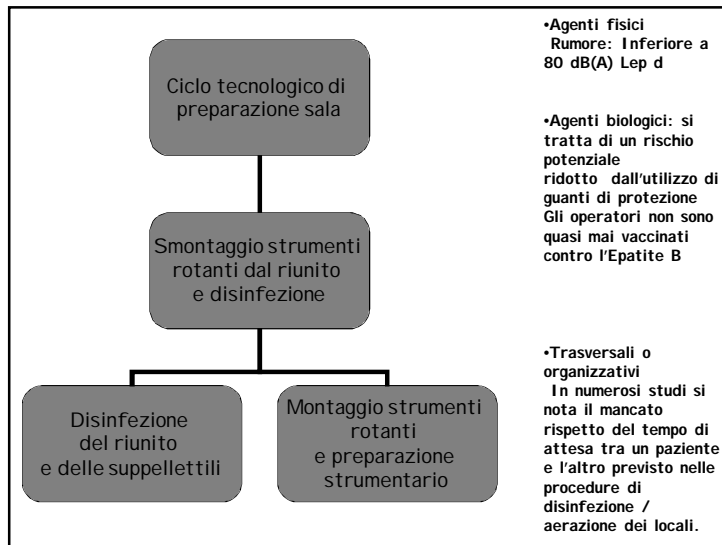 Ciclo tecnologico di
preparazione sala
Smontaggio strumenti
rotanti dal riunito
e disinfezione
Disinfezione
del riunito
e delle suppellettili
Montaggio strumenti
rotanti
e preparazione
strumentario
•Agenti fisici
Rumore: Inferiore a
80 dB(A) Lep d
•Agenti biologici: si
tratta di un rischio
potenziale
ridotto dall'utilizzo di
guanti di protezione
Gli operatori non sono
quasi mai vaccinati
contro l'Epatite B
•Trasversali o
organizzativi
In numerosi studi si
nota il mancato
rispetto del tempo di
attesa tra un paziente
e l'altro previsto nelle
procedure di
disinfezione /
aerazione dei locali.